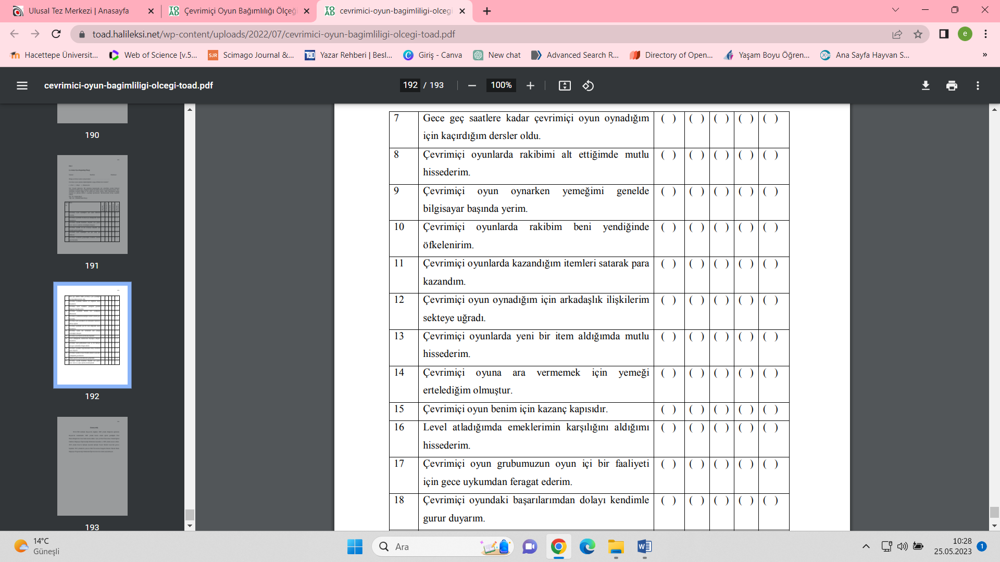 Ulusal Tez Merkezi | Anasayfa
Çevrimiçi Oyun Bağımlılığı Ölçeği
cevrimici-oyun-bagimliligi-olcegi-
toad.halileksi.net/wp-content/uploads/2022/07/cevrimici-oyun-bagimliligi-olcegi-toad.pdf
e
Hacettepe Üniversit...
Web of Science [v.5...
SJR Scimago Journal &...
Yazar Rehberi | Besl...
Giriş - Canva
New chat
Advanced Search R...
Directory of Open...
Yaşam Boyu Öğren...
Ana Sayfa Hayvan S...
»
cevrimici-oyun-bagimliligi-olcegi-toad.pdf
192 / 193
100%
190
191
192
193
7 Gece geç saatlere kadar çevrimiçi oyun oynadığım ( ) ( ) ( ) ( ) ( )
için kaçırdığım dersler oldu.
8 Çevrimiçi oyunlarda rakibimi alt ettiğimde mutlu ( ) ( ) ( ) ( ) ( )
hissederim.
9 Çevrimiçi oyun oynarken yemeğimi genelde ( ) ( ) ( ) ( ) ( )
bilgisayar başında yerim.
10 Çevrimiçi oyunlarda rakibim beni yendiğinde ( ) ( ) ( ) ( ) ( )
öfkelenirim.
11 Çevrimiçi oyunlarda kazandığım itemleri satarak para ( ) ( ) ( ) ( ) ( )
kazandım.
12 Çevrimiçi oyun oynadığım için arkadaşlık ilişkilerim ( ) ( ) ( ) ( ) ( )
sekteye uğradı.
13 Çevrimiçi oyunlarda yeni bir item aldığımda mutlu ( ) ( ) ( ) ( ) ( )
hissederim.
14 Çevrimiçi oyuna ara vermemek için yemeği ( ) ( ) ( ) ( ) ( )
ertelediğim olmuştur.
15 Çevrimiçi oyun benim için kazanç kapısıdır. ( ) ( ) ( ) ( ) ( )
16 Level atladığımda emeklerimin karşılığını aldığımı ( ) ( ) ( ) ( ) ( )
hissederim.
17 Çevrimiçi oyun grubumuzun oyun içi bir faaliyeti ( ) ( ) ( ) ( ) ( )
için gece uykumdan feragat ederim.
18 Çevrimiçi oyundaki başarılarımdan dolayı kendimle ( ) ( ) ( ) ( ) ( )
gurur duyarım.
14°C
Güneşli
Ara
10:28
25.05.2023
1